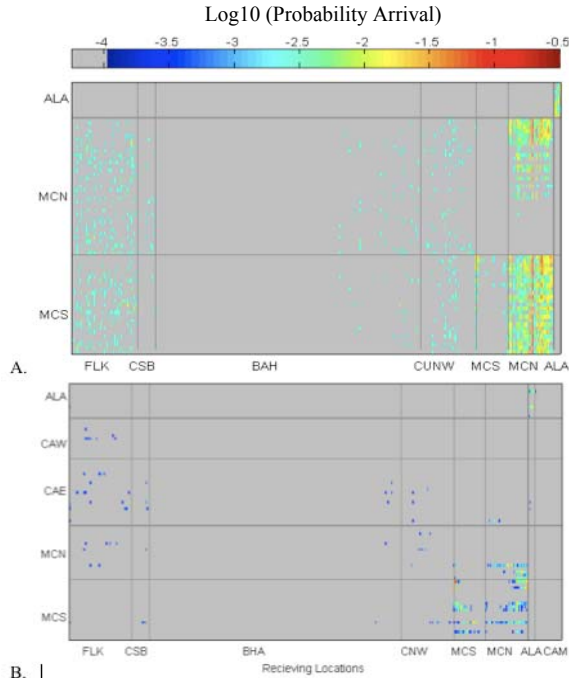 Log10 (Probability Arrival)
-4 -3.5 -3 -2.5 -2 -1.5 -1 -0.5
ALA
MCN
MCS
A.
FLK CSB BAH CUNW MCS MCN ALA
ALA
CAW
CAE
MCN
MCS
FLK CSB BHA CNW MCS MCN ALA CAM
B.
Recieving Locations